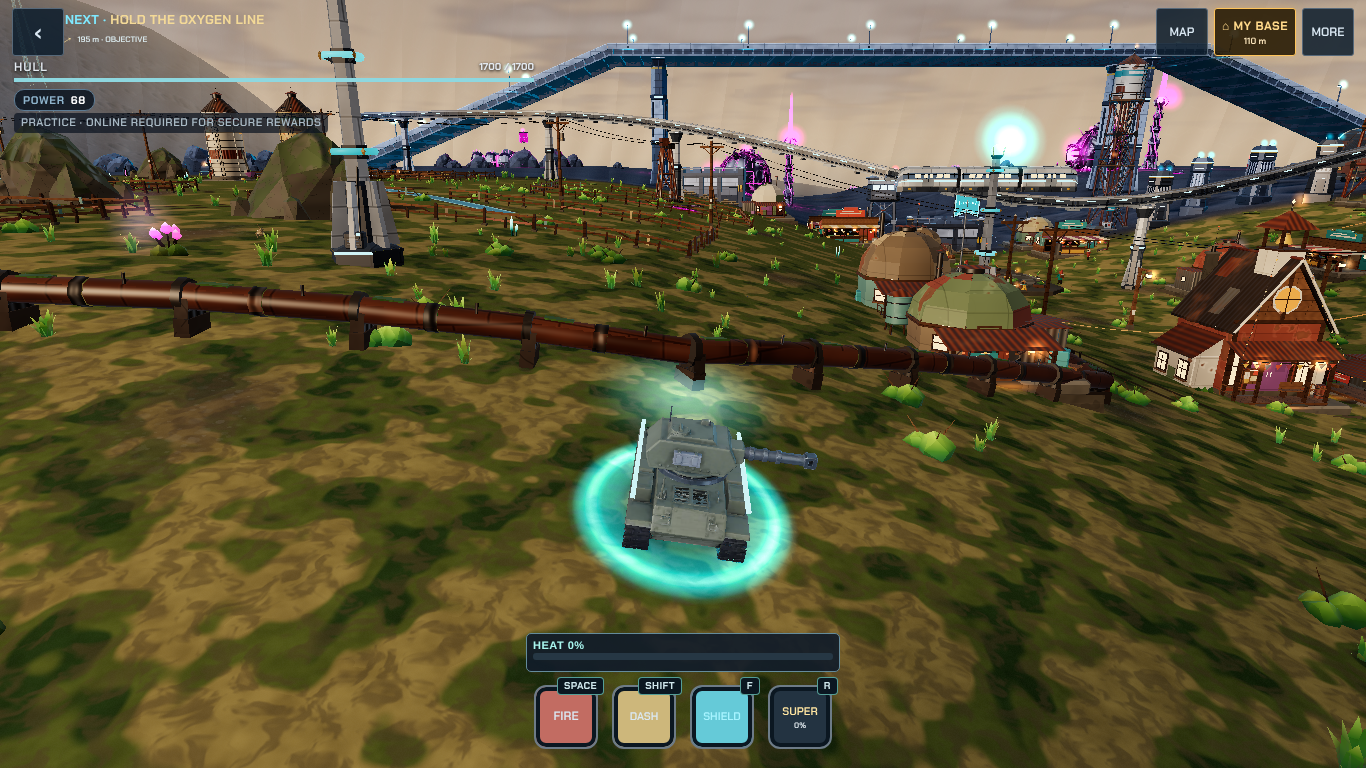 NEXT · HOLD THE OXYGEN LINE
195 m · OBJECTIVE
HULL
1700 / 1700
POWER 68
PRACTICE · ONLINE REQUIRED FOR SECURE REWARDS
MAP
⌂ MY BASE
110 m
MORE
HEAT 0%
SPACE
SHIFT
F
R
FIRE
DASH
SHIELD
SUPER
0%